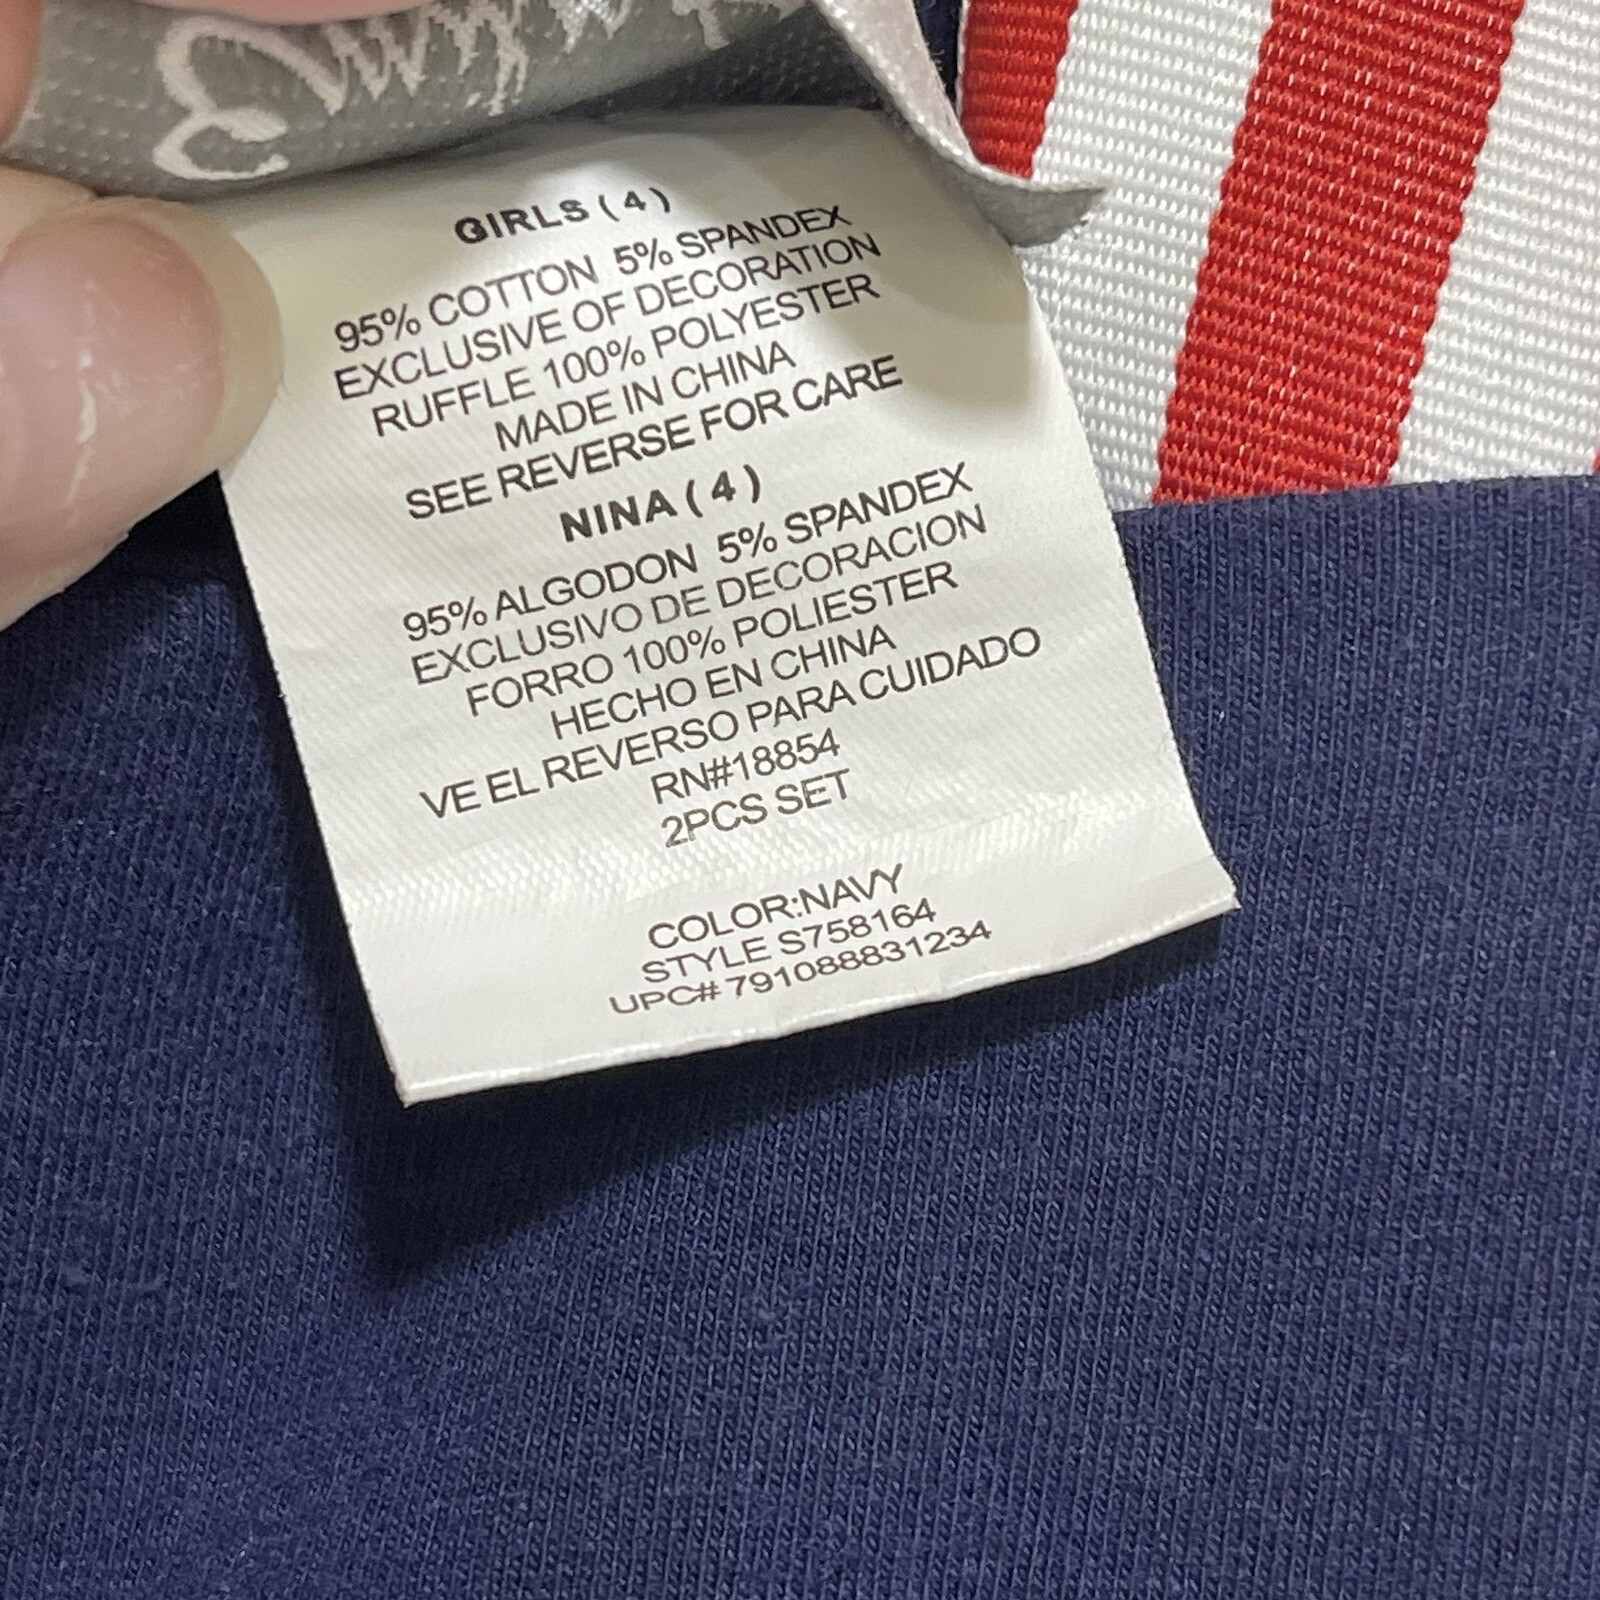 GIRLS ( 4 )
95% COTTON 5% SPANDEX
EXCLUSIVE OF DECORATION
RUFFLE 100% POLYESTER
MADE IN CHINA
SEE REVERSE FOR CARE
NINA ( 4 )
95% ALGODON 5% SPANDEX
EXCLUSIVO DE DECORACION
FORRO 100% POLIESTER
HECHO EN CHINA
VE EL REVERSO PARA CUIDADO
RN#18854
2PCS SET
COLOR:NAVY
STYLE S758164
UPC# 791088831234